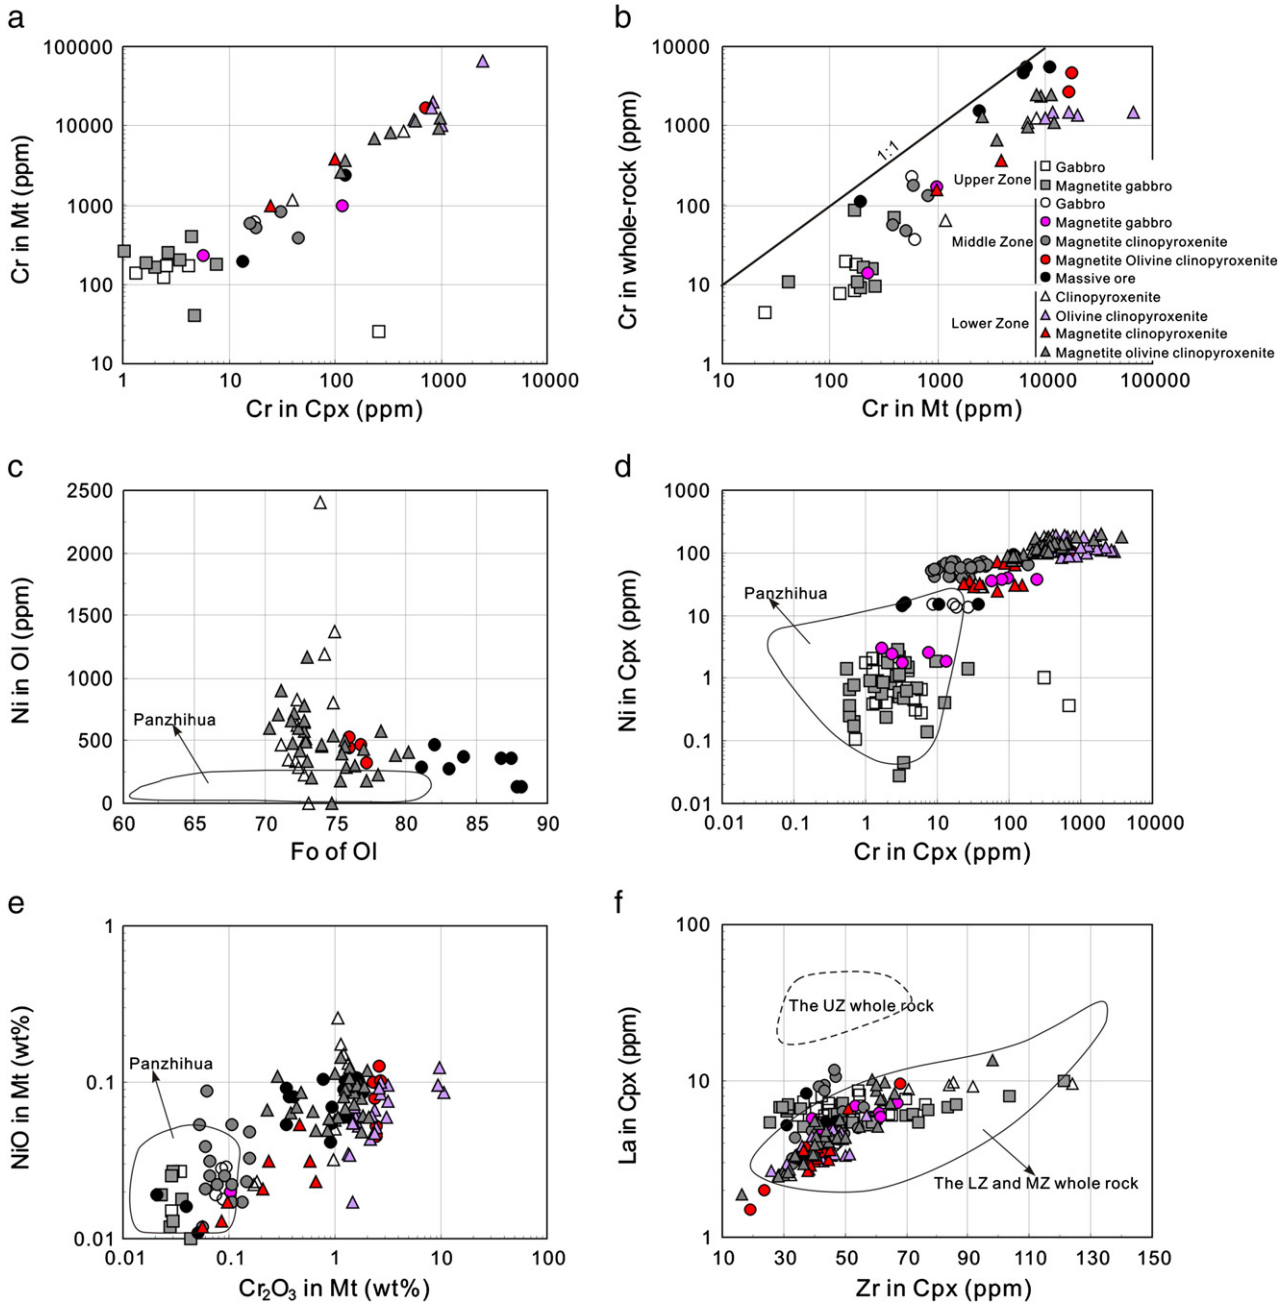 a
100000
10000
1000
100
10
1
10
100
1000
10000
Cr in Mt (ppm)
Cr in Cpx (ppm)
b
10000
1000
100
10
1
10
100
1000
10000
100000
Cr in whole-rock (ppm)
Cr in Mt (ppm)
1:1
Upper Zone
Gabbro
Magnetite gabbro
Middle Zone
Gabbro
Magnetite gabbro
Magnetite clinopyroxenite
Magnetite Olivine clinopyroxenite
Massive ore
Lower Zone
Clinopyroxenite
Olivine clinopyroxenite
Magnetite clinopyroxenite
Magnetite olivine clinopyroxenite
c
2500
2000
1500
1000
500
0
60
65
70
75
80
85
90
Ni in Ol (ppm)
Fo of Ol
Panzhihua
d
1000
100
10
1
0.1
0.01
0.01
0.1
1
10
100
1000
10000
Ni in Cpx (ppm)
Cr in Cpx (ppm)
Panzhihua
e
1
0.1
0.01
0.01
0.1
1
10
100
NiO in Mt (wt%)
Cr₂O₃ in Mt (wt%)
Panzhihua
f
100
10
1
10
30
50
70
90
110
130
150
La in Cpx (ppm)
Zr in Cpx (ppm)
The UZ whole rock
The LZ and MZ whole rock